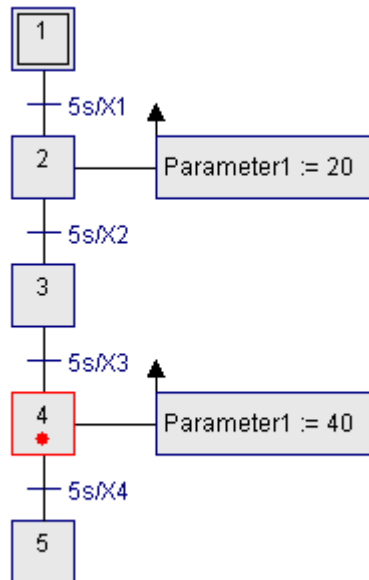 1
5s/X1
2
Parameter1 := 20
5s/X2
3
5s/X3
4
Parameter1 := 40
5s/X4
5